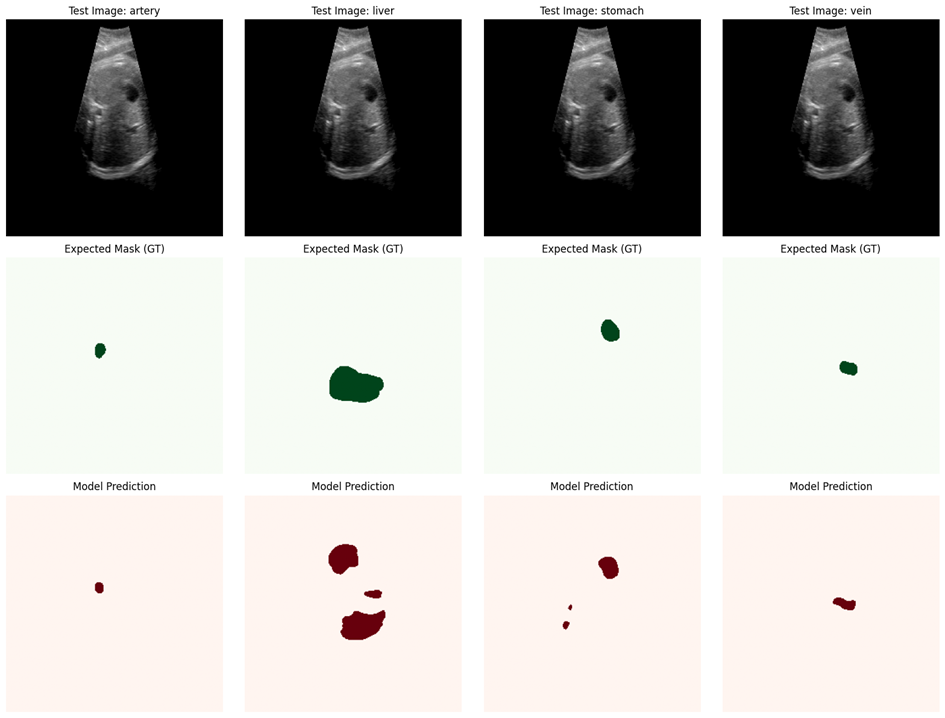 Test Image: artery
Test Image: liver
Test Image: stomach
Test Image: vein
Expected Mask (GT)
Expected Mask (GT)
Expected Mask (GT)
Expected Mask (GT)
Model Prediction
Model Prediction
Model Prediction
Model Prediction